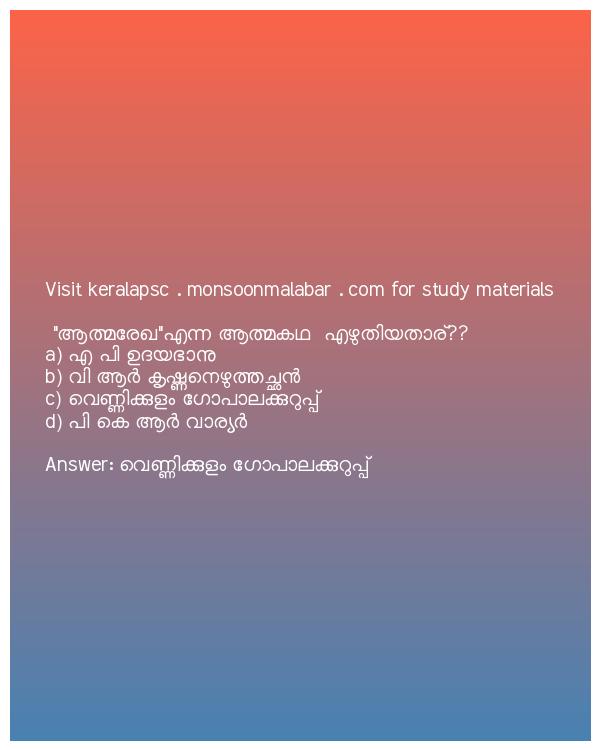 Visit keralapsc . monsoonmalabar . com for study materials
"ആത്മരേഖ"എന്ന ആത്മകഥ എഴുതിയതാര്??
a) എ പി ഉദയഭാനു
b) വി ആർ കൃഷ്ണനെഴുത്തച്ഛൻ
c) വെണ്ണിക്കുളം ഗോപാലക്കുറുപ്പ്
d) പി കെ ആർ വാര്യർ
Answer: വെണ്ണിക്കുളം ഗോപാലക്കുറുപ്പ്